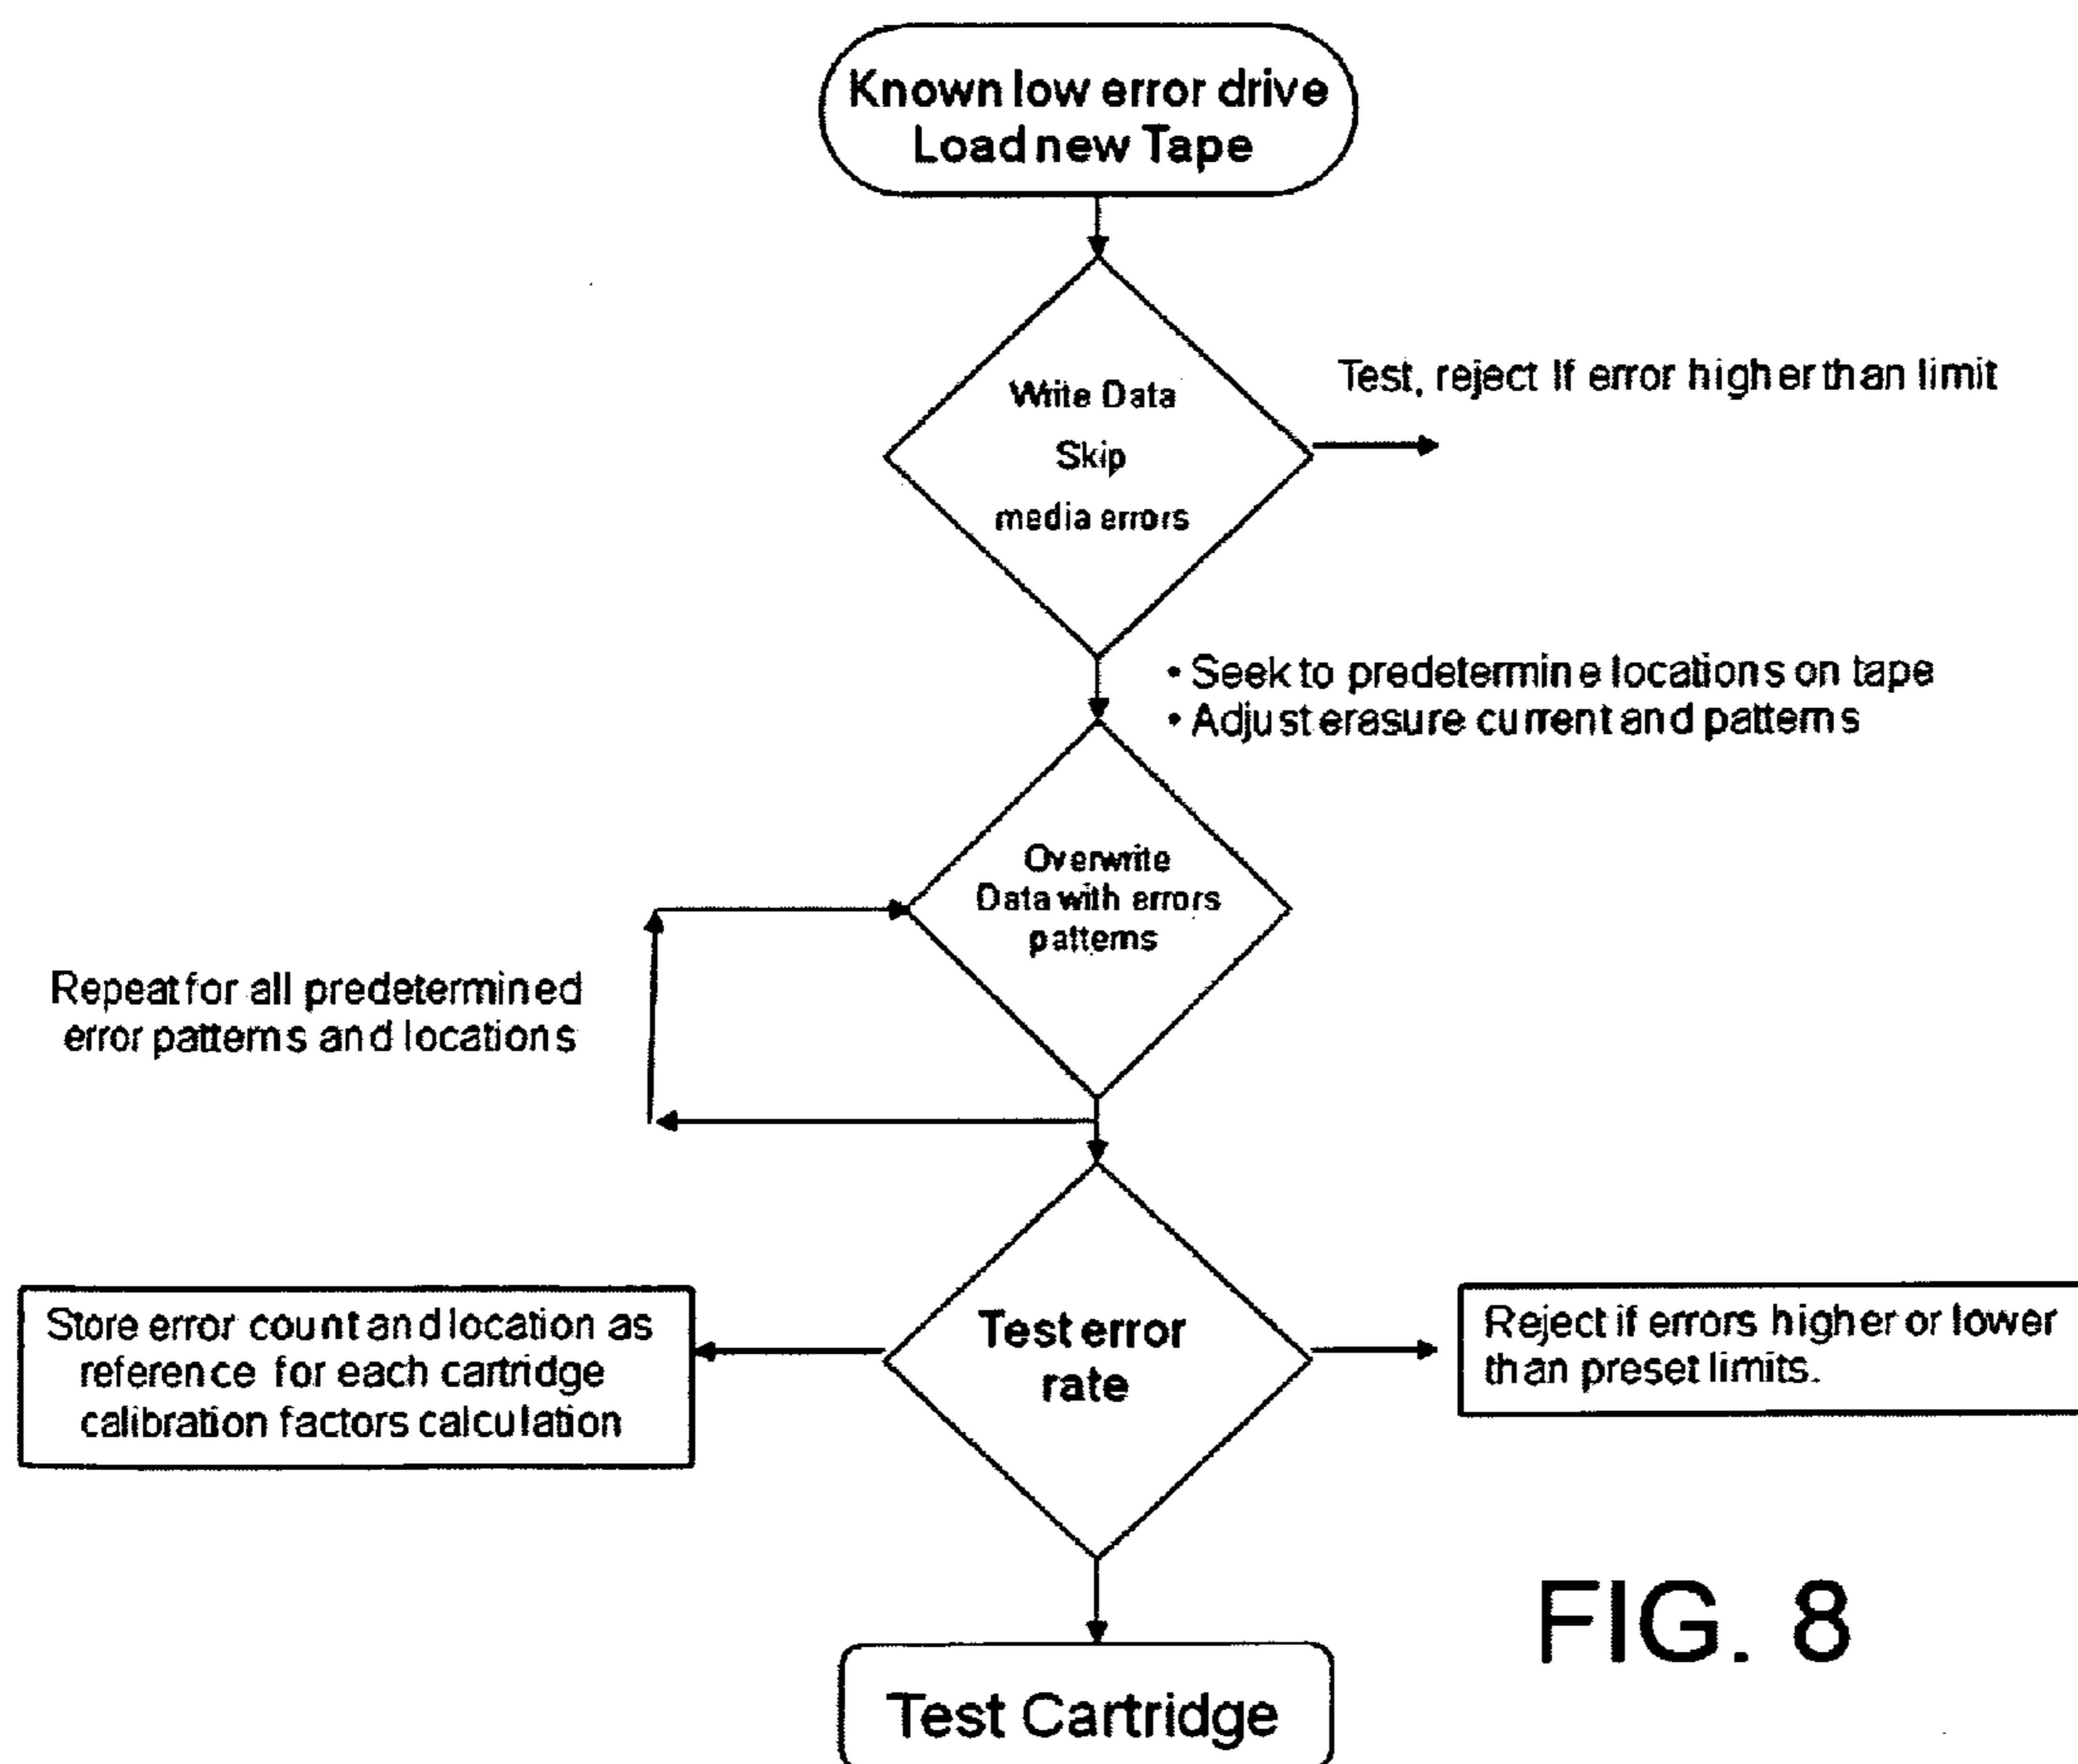 Known low error drive
Load new Tape
Write Data
Skip
media errors
Test, reject If error higher than limit
• Seek to predetermine locations on tape
• Adjust erasure current and patterns
Overwrite
Data with errors
patterns
Repeat for all predetermined
error patterns and locations
Test error
rate
Store error count and location as
reference for each cartridge
calibration factors calculation
Reject if errors higher or lower
than preset limits.
Test Cartridge
FIG. 8